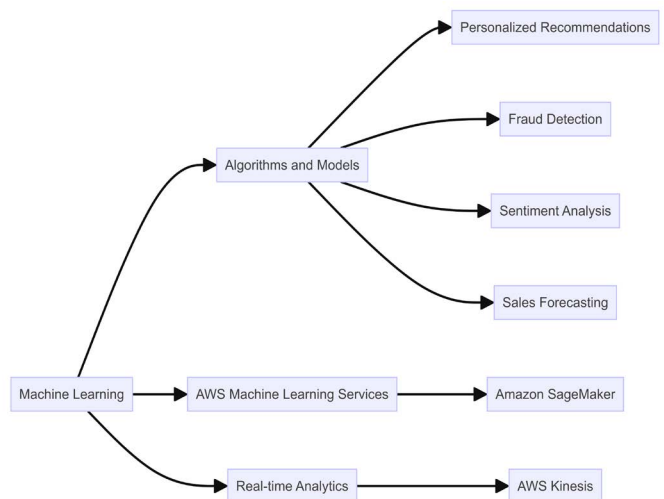 Personalized Recommendations
Fraud Detection
Algorithms and Models
Sentiment Analysis
Sales Forecasting
Machine Learning
AWS Machine Learning Services
Amazon SageMaker
Real-time Analytics
AWS Kinesis